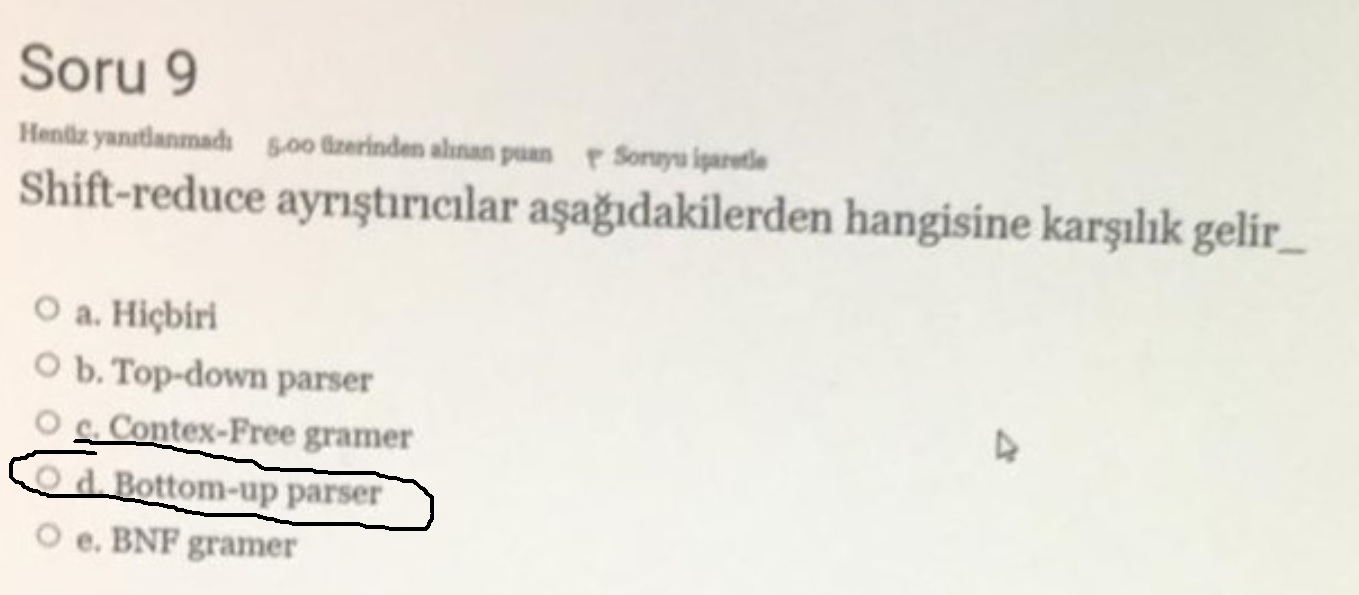 Soru 9
Henüz yanıtlanmadı 5,00 üzerinden alınan puan Soruyu işaretle
Shift-reduce ayrıştırıcılar aşağıdakilerden hangisine karşılık gelir_
a. Hiçbiri
b. Top-down parser
c. Contex-Free gramer
d. Bottom-up parser
e. BNF gramer